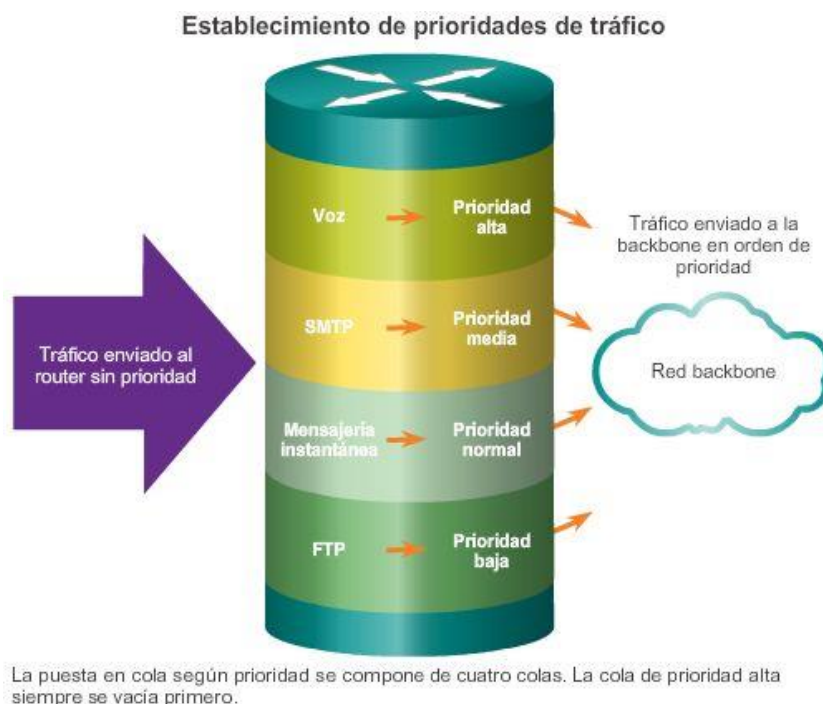 Establecimiento de prioridades de tráfico
Tráfico enviado al
router sin prioridad
Voz
Prioridad
alta
SMTP
Prioridad
media
Mensajería
instantánea
Prioridad
normal
FTP
Prioridad
baja
Tráfico enviado a la
backbone en orden de
prioridad
Red backbone
La puesta en cola según prioridad se compone de cuatro colas. La cola de prioridad alta
siempre se vacía primero.